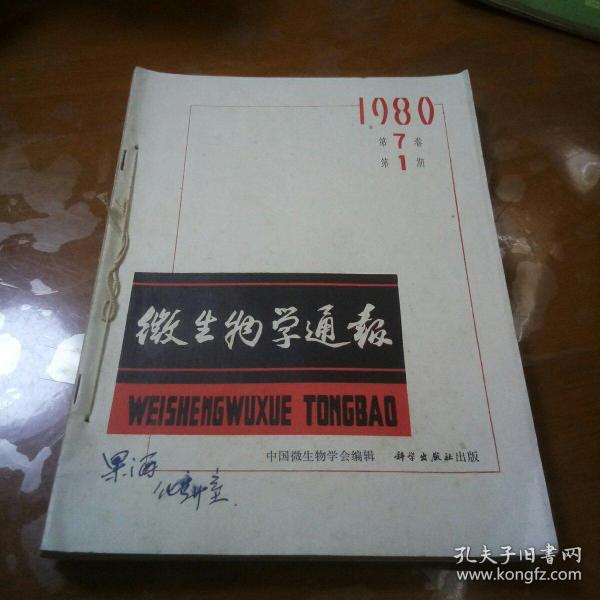 1980
第7卷
第1期
微生物学通报
WEISHENGWUXUE TONGBAO
中国微生物学会编辑 科学出版社出版
孔夫子旧书网
www.kongfz.com